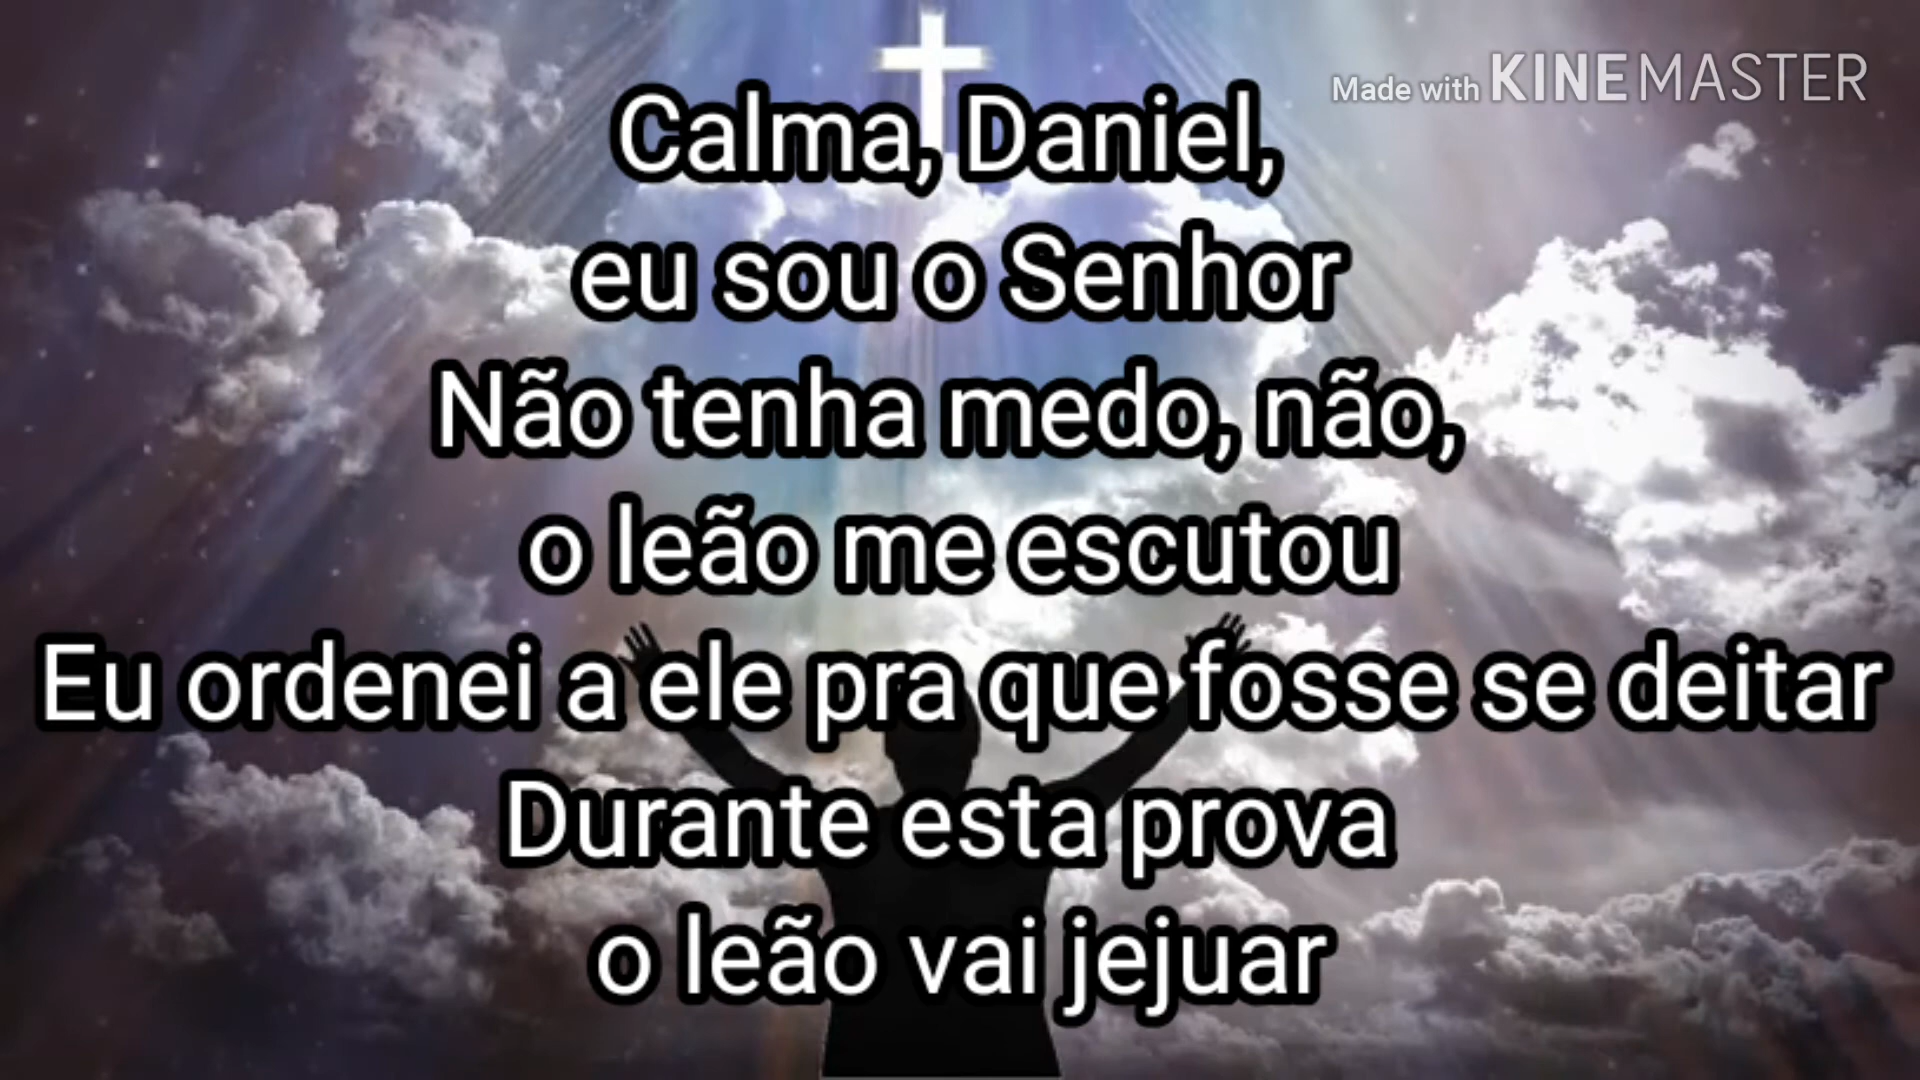 Made with KINEMASTER
Calma, Daniel,
eu sou o Senhor
Não tenha medo, não,
o leão me escutou
Eu ordenei a ele pra que fosse se deitar
Durante esta prova
o leão vai jejuar